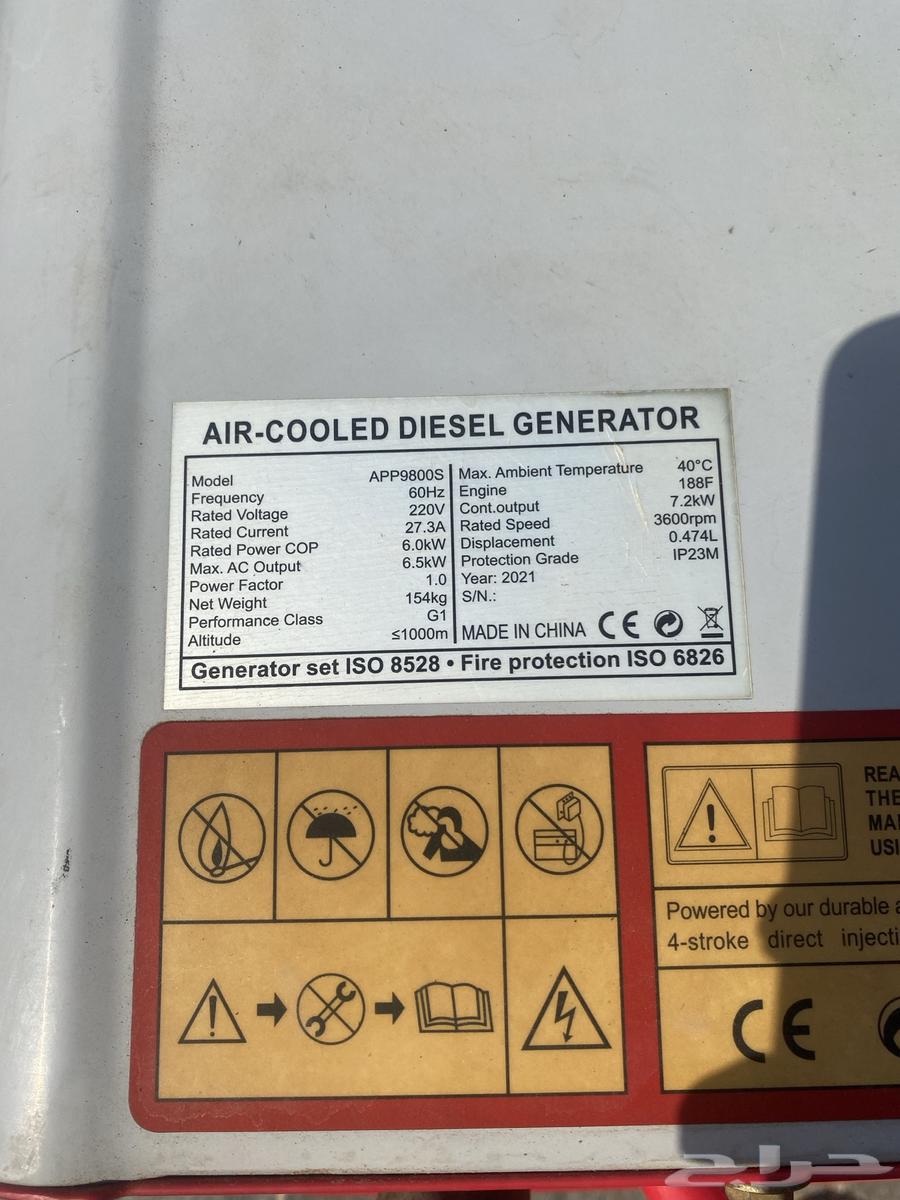 AIR-COOLED DIESEL GENERATOR
Model APP9800S
Frequency 60Hz
Rated Voltage 220V
Rated Current 27.3A
Rated Power COP 6.0kW
Max. AC Output 6.5kW
Power Factor 1.0
Net Weight 154kg
Performance Class G1
Altitude ≤1000m
Max. Ambient Temperature 40°C
Engine 188F
Cont.output 7.2kW
Rated Speed 3600rpm
Displacement 0.474L
Protection Grade IP23M
Year: 2021
S/N.:
MADE IN CHINA CE
Generator set ISO 8528 • Fire protection ISO 6826
REA
THE
MA
USI
Powered by our durable a
4-stroke direct injecti
CE
حراج